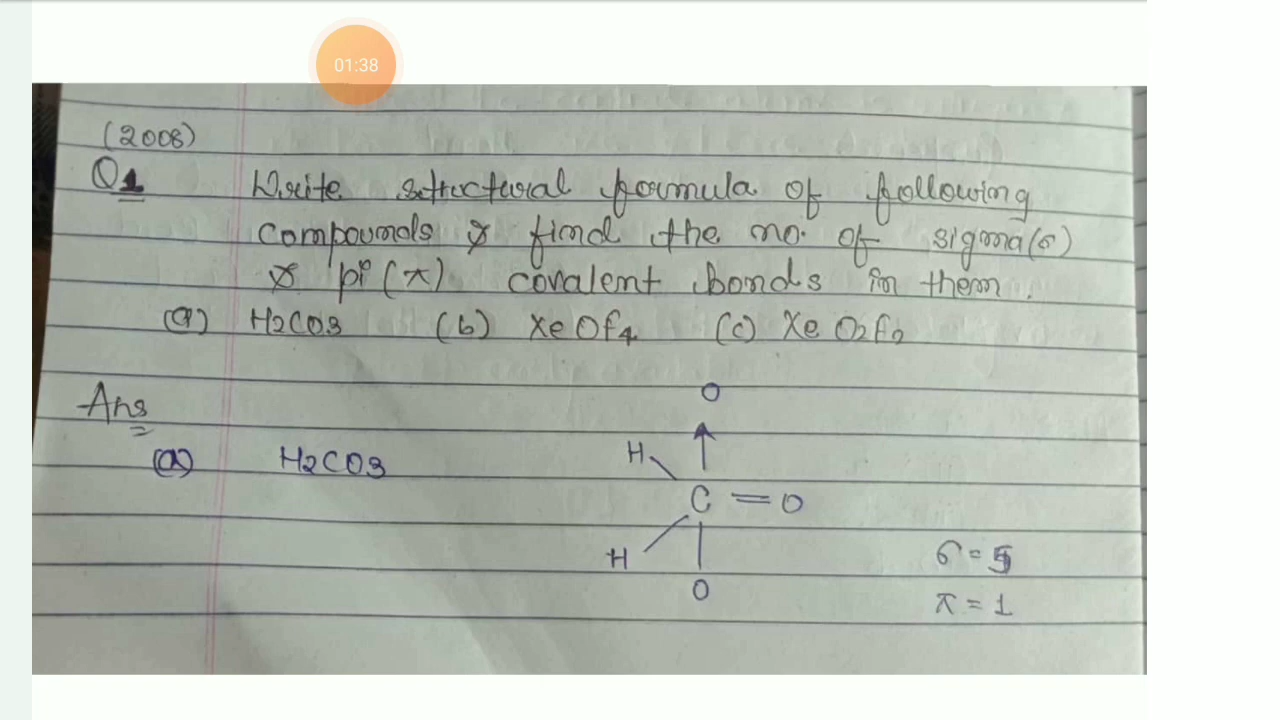 01:38
(2008)
Q1 Write structural formula of following
compounds & find the no. of sigma(σ)
& pi (π) covalent bonds in them.
(a) H2CO3 (b) XeOf4 (c) XeO2f2
Ans
(a) H2CO3
O
H
C = O
H
O
σ = 5
π = 1